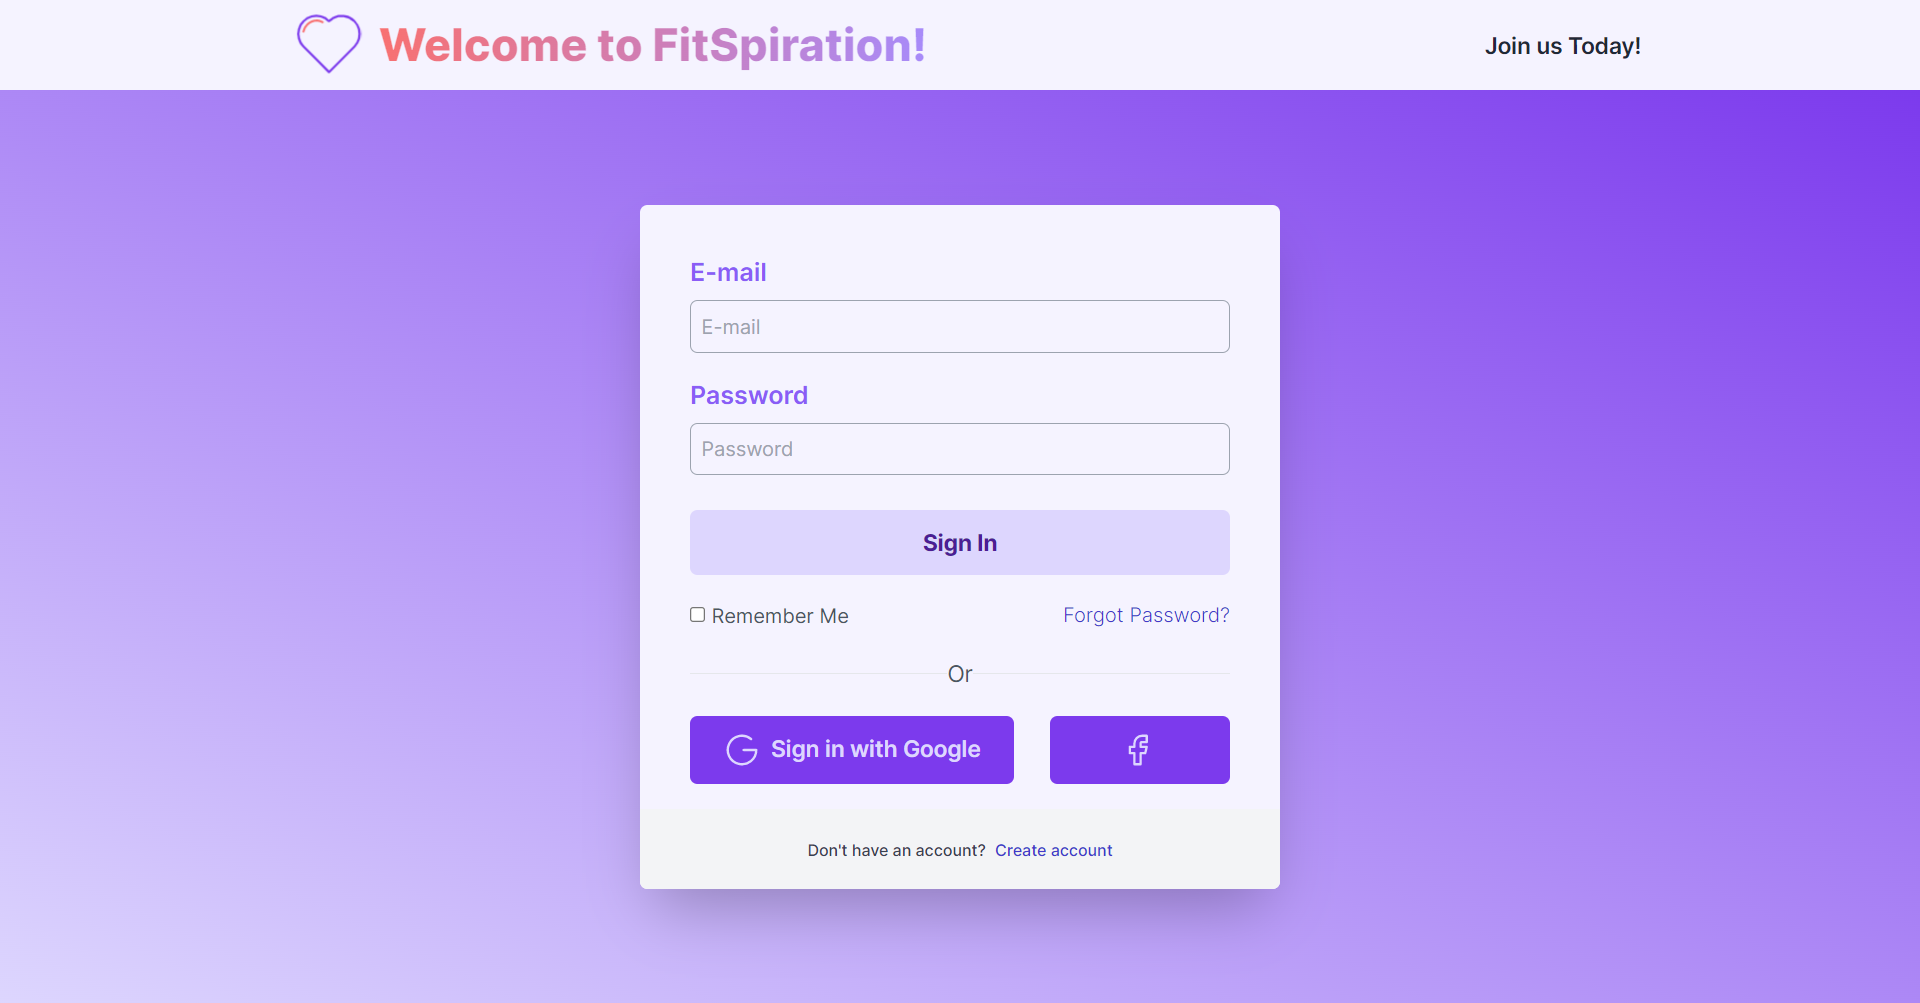 Welcome to FitSpiration!
Join us Today!
E-mail
E-mail
Password
Password
Sign In
Remember Me
Forgot Password?
Or
Sign in with Google
Don't have an account? Create account